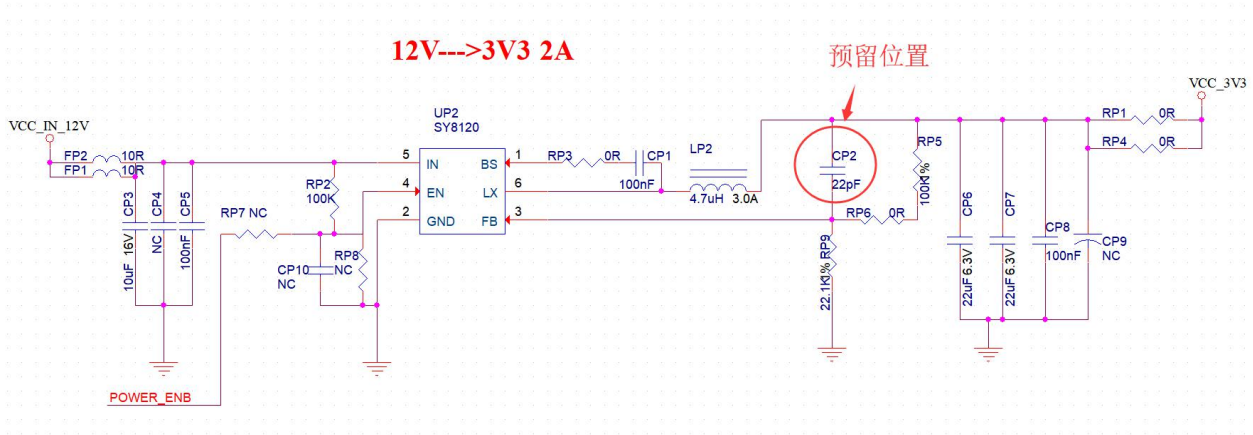 12V--->3V3 2A
预留位置
VCC_3V3
VCC_IN_12V
UP2
SY8120
FP2 10R
FP1 10R
5 IN BS 1
4 EN LX 6
2 GND FB 3
RP3 0R
CP1
100nF
LP2
4.7uH 3.0A
CP2
22pF
RP5
100K1%
RP1 0R
RP4 0R
RP2
100K
CP3
10uF 16V
CP4
NC
CP5
100nF
RP7 NC
RP8
NC
CP10
NC
RP6 0R
RP9
22.1K1%
CP6
22uF 6.3V
CP7
22uF 6.3V
CP8
100nF
CP9
NC
POWER_ENB